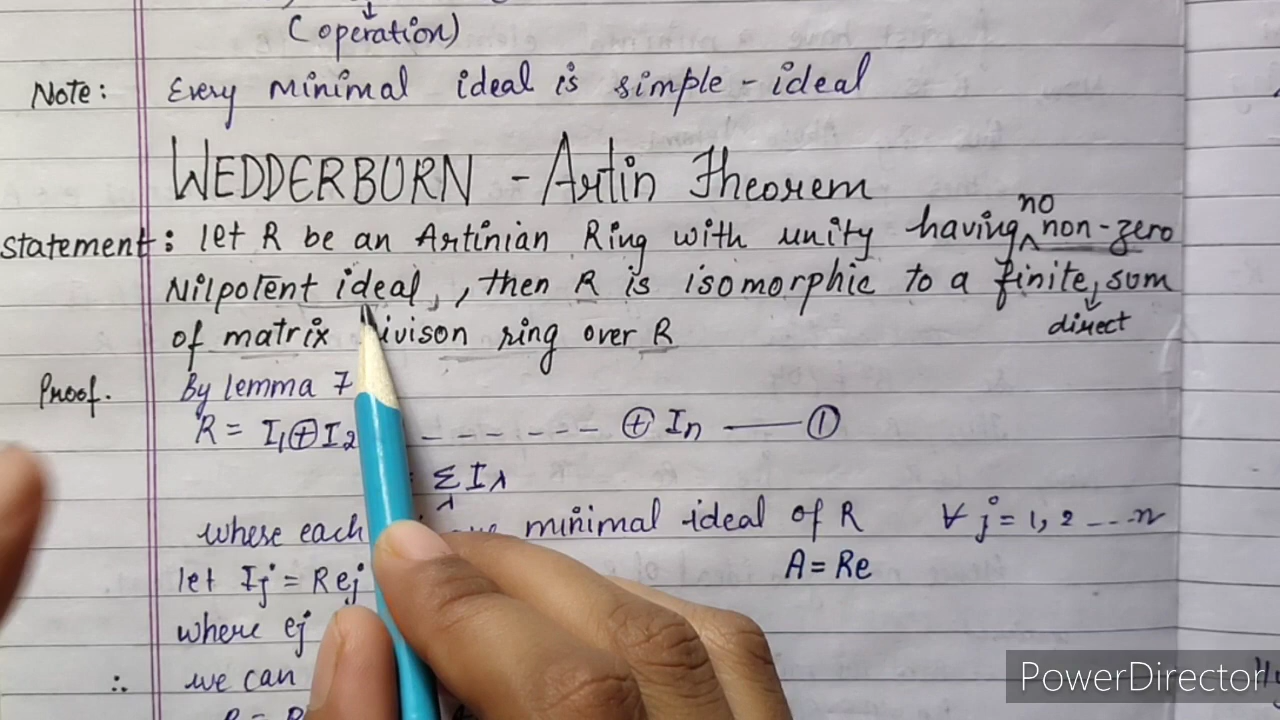 (operation)
Note: Every minimal ideal is simple-ideal
WEDDERBURN - Artin Theorem
no
Statement: let R be an Artinian Ring with unity having ^ non-zero
Nilpotent ideal, , then R is isomorphic to a finite, sum
direct
of matrix ivison ring over R
Proof. By lemma 7
R = I1 ⊕ I2 - - - - - - - ⊕ In —— ①
Σ Iλ
λ
where each minimal ideal of R ∀ j = 1, 2 ---n
let Ij = Rej A = Re
where ej
∴ we can
PowerDirector